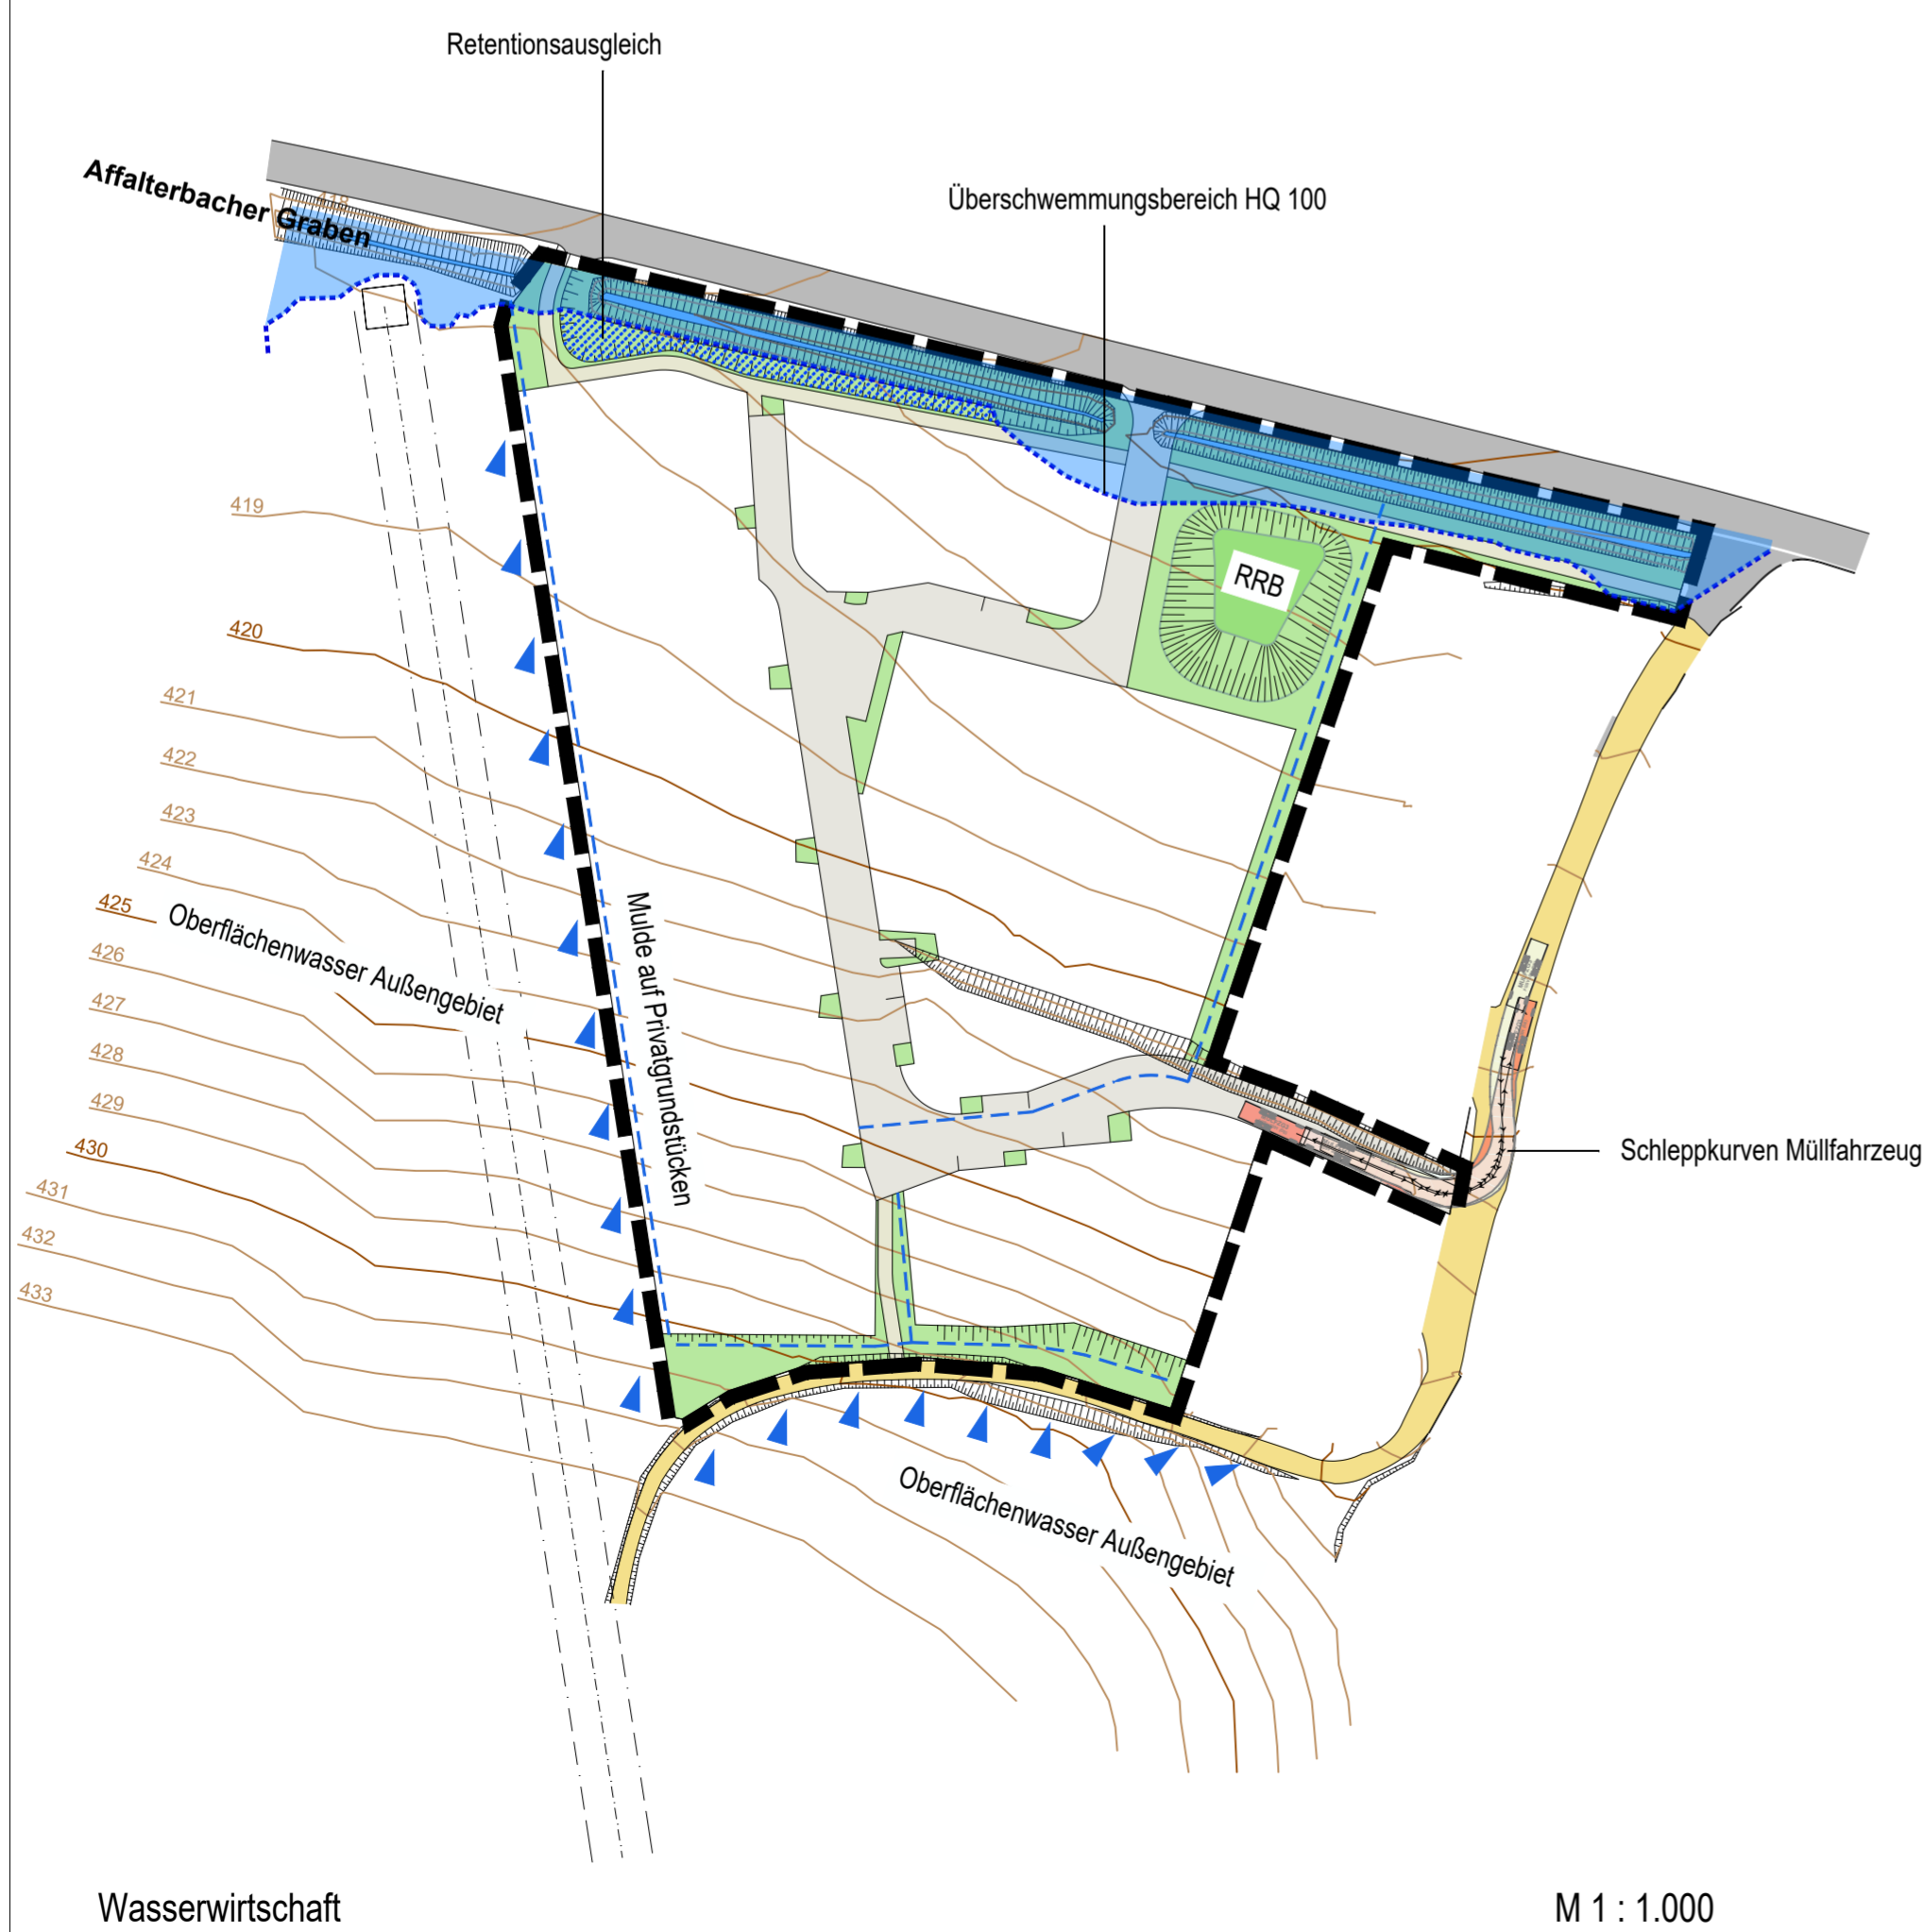 Retentionsausgleich
Überschwemmungsbereich HQ 100
Affalterbacher Graben
418
RRB
419
420
421
422
423
424
425
Oberflächenwasser Außengebiet
426
427
428
429
430
431
432
433
Mulde auf Privatgrundstücken
Schleppkurven Müllfahrzeug
Oberflächenwasser Außengebiet
Wasserwirtschaft
M 1 : 1.000